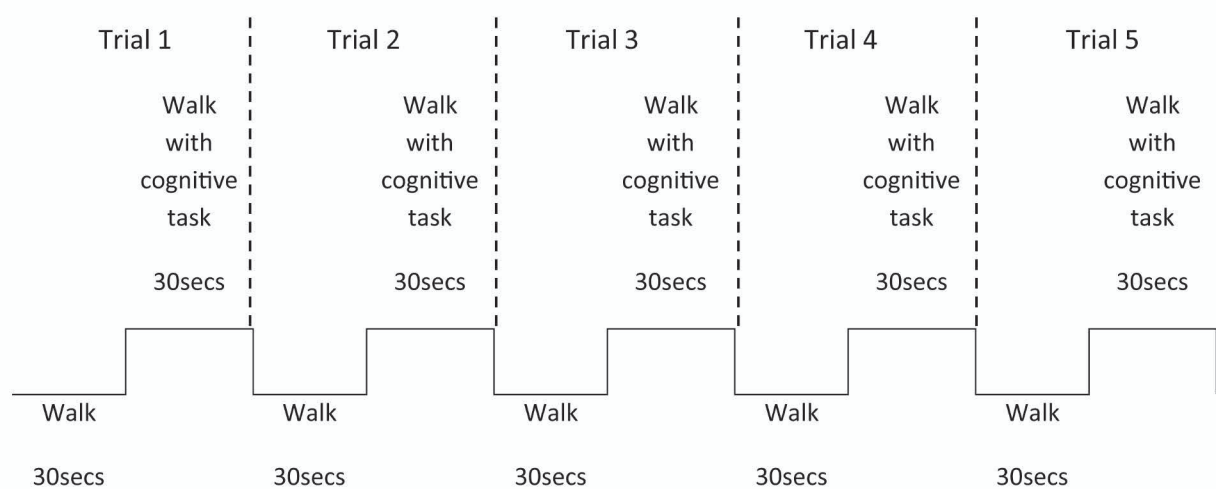 Trial 1
Trial 2
Trial 3
Trial 4
Trial 5
Walk
with
cognitive
task
30secs
Walk
with
cognitive
task
30secs
Walk
with
cognitive
task
30secs
Walk
with
cognitive
task
30secs
Walk
with
cognitive
task
30secs
Walk
30secs
Walk
30secs
Walk
30secs
Walk
30secs
Walk
30secs